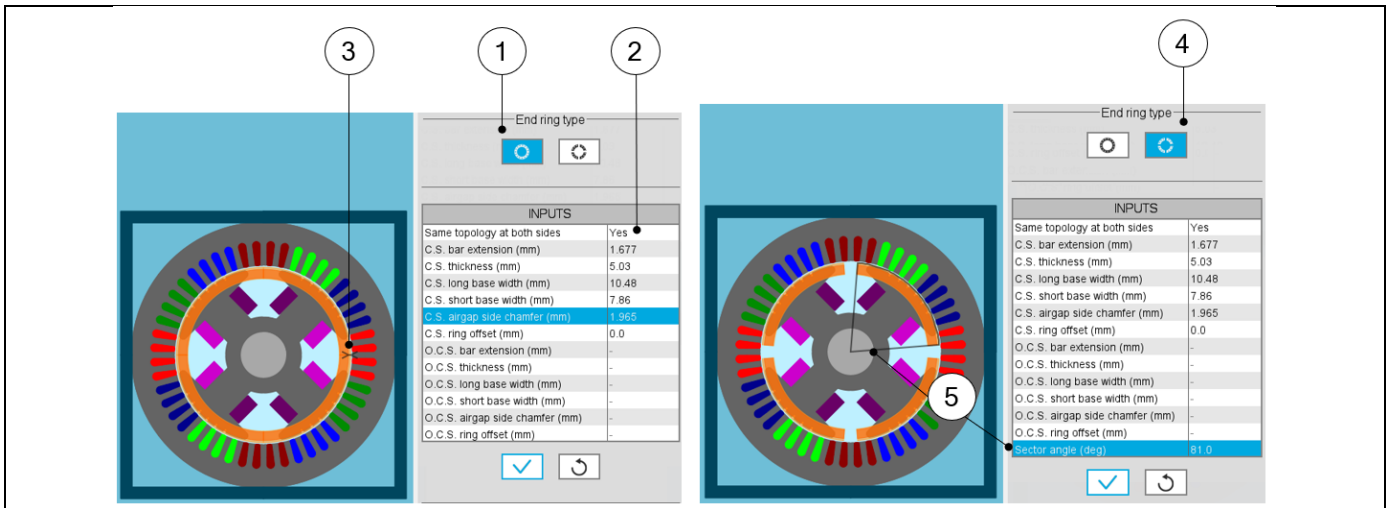 3
1
2
4
End ring type
INPUTS
Same topology at both sides Yes
C.S. bar extension (mm) 1.677
C.S. thickness (mm) 5.03
C.S. long base width (mm) 10.48
C.S. short base width (mm) 7.86
C.S. airgap side chamfer (mm) 1.965
C.S. ring offset (mm) 0.0
O.C.S. bar extension (mm) -
O.C.S. thickness (mm) -
O.C.S. long base width (mm) -
O.C.S. short base width (mm) -
O.C.S. airgap side chamfer (mm) -
O.C.S. ring offset (mm) -
End ring type
INPUTS
Same topology at both sides Yes
C.S. bar extension (mm) 1.677
C.S. thickness (mm) 5.03
C.S. long base width (mm) 10.48
C.S. short base width (mm) 7.86
C.S. airgap side chamfer (mm) 1.965
C.S. ring offset (mm) 0.0
O.C.S. bar extension (mm) -
O.C.S. thickness (mm) -
O.C.S. long base width (mm) -
O.C.S. short base width (mm) -
O.C.S. airgap side chamfer (mm) -
O.C.S. ring offset (mm) -
Sector angle (deg) 81.0
5